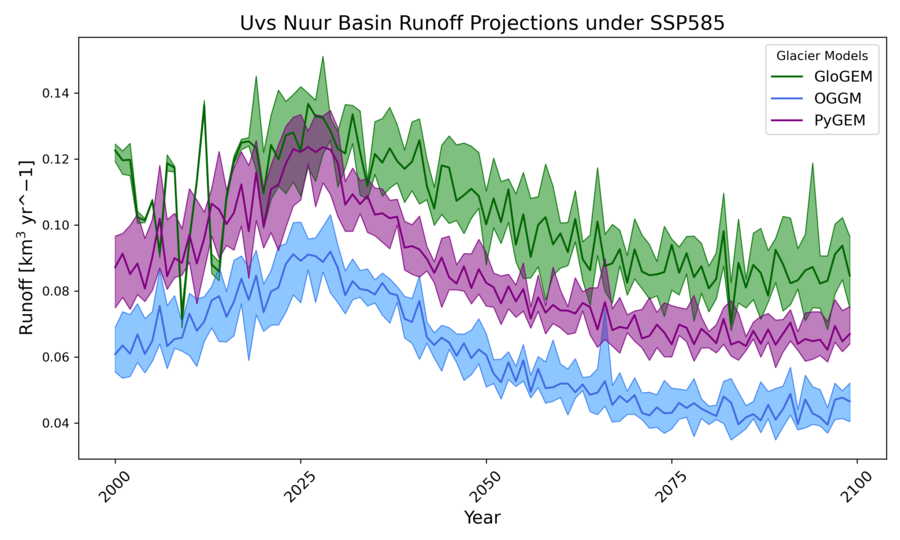 Uvs Nuur Basin Runoff Projections under SSP585
Glacier Models
GloGEM
OGGM
PyGEM
Runoff [km³ yr^−1]
0.14
0.12
0.10
0.08
0.06
0.04
2000
2025
2050
2075
2100
Year